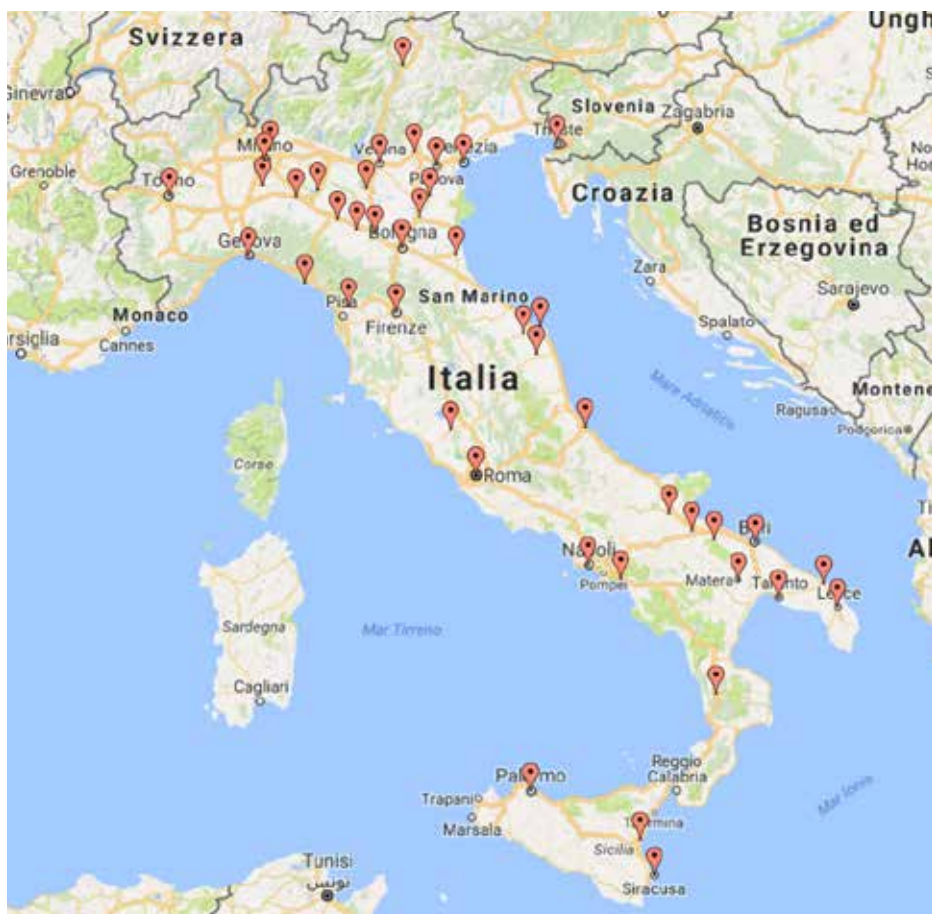 Svizzera
Ungh
Ginevra
Slovenia
Zagabria
Trieste
Milano
Verona
Venezia
Grenoble
Torino
Padova
Croazia
Bosnia ed
Erzegovina
Genova
Bologna
Zara
Sarajevo
San Marino
Monaco
Pisa
Firenze
Spalato
arsiglia
Cannes
Italia
Mare Adriatico
Montene
Ragusa
Podgorica
Corse
Roma
Bari
Al
Napoli
Pompei
Matera
Taranto
Lecce
Mar Tirreno
Sardegna
Cagliari
Reggio
Calabria
Palermo
Trapani
Marsala
Taormina
Mar Ionio
Sicilia
Siracusa
Tunisi
تونس